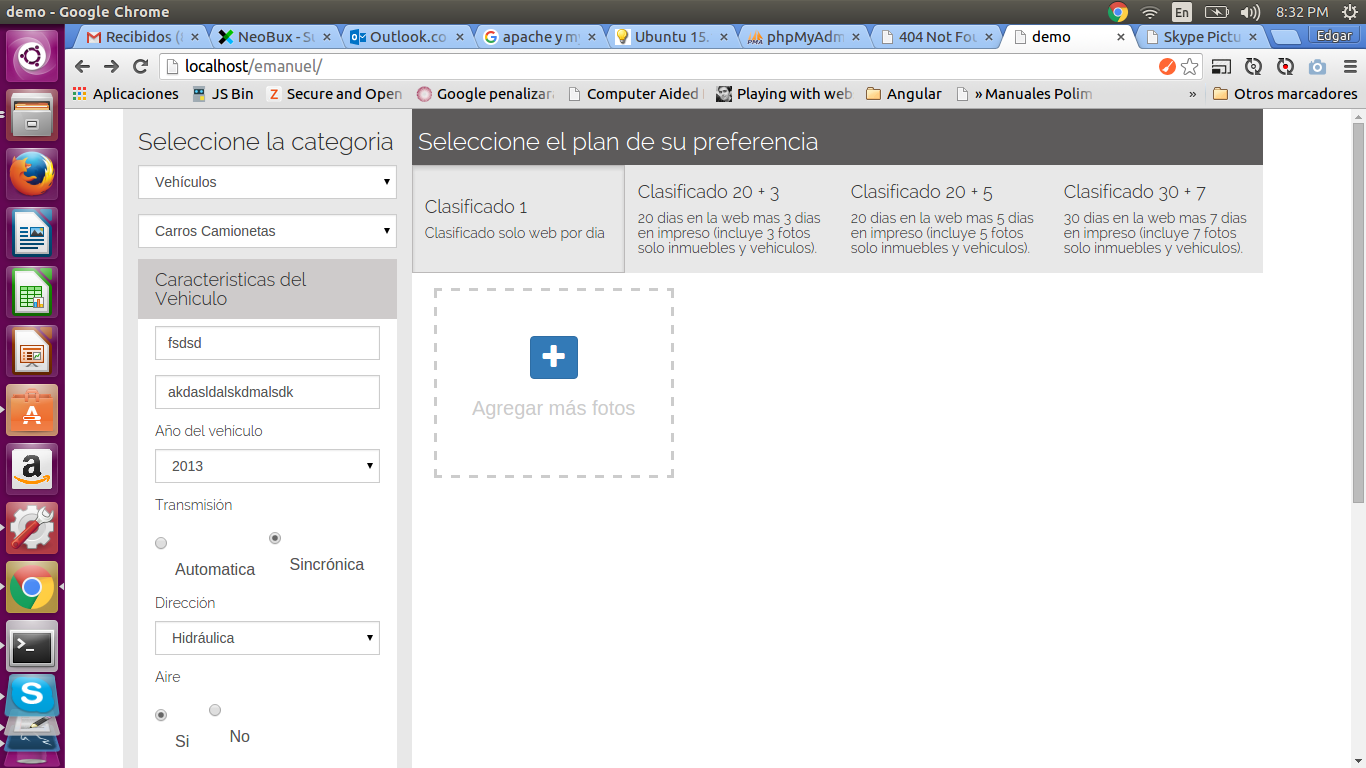 demo - Google Chrome
En
8:32 PM
Recibidos (
NeoBux - Su
Outlook.co
apache y my
Ubuntu 15.
phpMyAdm
404 Not Fou
demo
Skype Pictu
Edgar
localhost/emanuel/
Aplicaciones
JS Bin
Secure and Open
Google penalizar
Computer Aided
Playing with web
Angular
» Manuales Polim
»
Otros marcadores
Seleccione la categoria
Vehículos
Carros Camionetas
Caracteristicas del
Vehiculo
fsdsd
akdasldalskdmalsdk
Año del vehiculo
2013
Transmisión
Automatica
Sincrónica
Dirección
Hidráulica
Aire
Si
No
Seleccione el plan de su preferencia
Clasificado 1
Clasificado solo web por dia
Clasificado 20 + 3
20 dias en la web mas 3 dias
en impreso (incluye 3 fotos
solo inmuebles y vehiculos).
Clasificado 20 + 5
20 dias en la web mas 5 dias
en impreso (incluye 5 fotos
solo inmuebles y vehiculos).
Clasificado 30 + 7
30 dias en la web mas 7 dias
en impreso (incluye 7 fotos
solo inmuebles y vehiculos).
Agregar más fotos